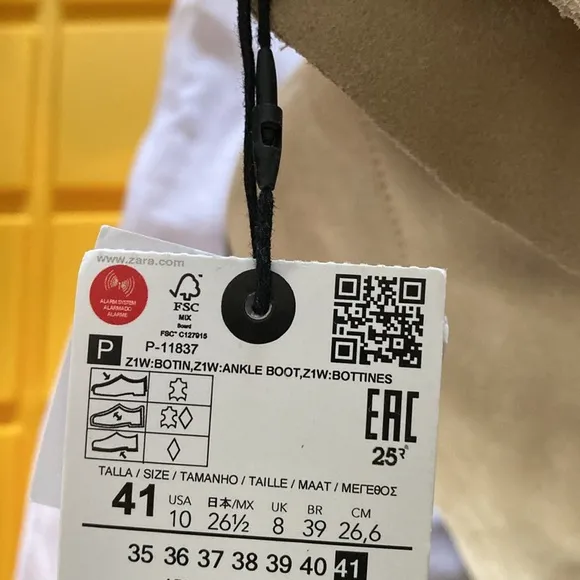 www.zara.com
ALARM SYSTEM
ALARMADO
ALARME
FSC
MIX
Board
FSC™ C127915
P P-11837
Z1W:BOTIN,Z1W:ANKLE BOOT,Z1W:BOTTINES
EAC
25
TALLA / SIZE / TAMANHO / TAILLE / MAAT / ΜΕΓΕΘΟΣ
41 USA 日本/MX UK BR CM
10 26½ 8 39 26,6
35 36 37 38 39 40 41